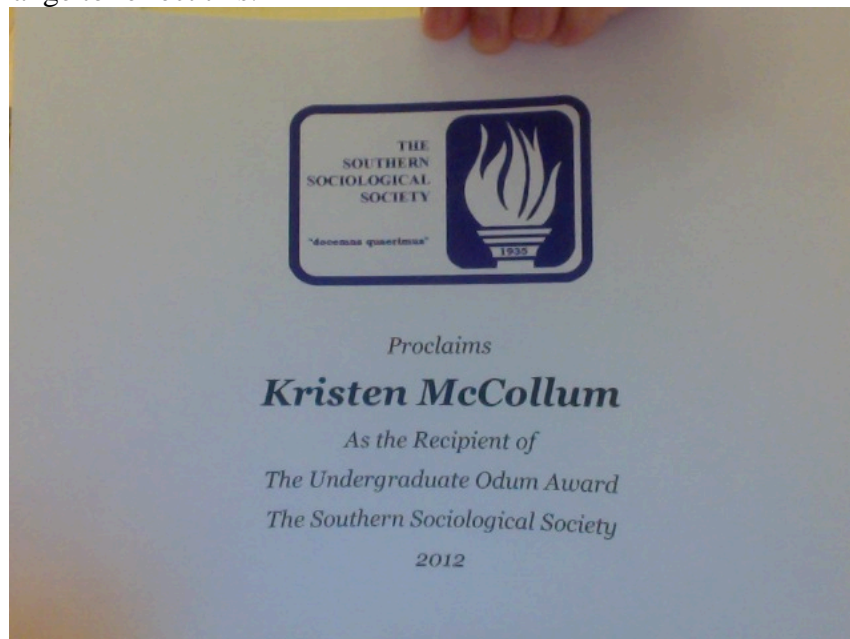 THE
SOUTHERN
SOCIOLOGICAL
SOCIETY
"docemas quaerimus"
1935
Proclaims
Kristen McCollum
As the Recipient of
The Undergraduate Odum Award
The Southern Sociological Society
2012